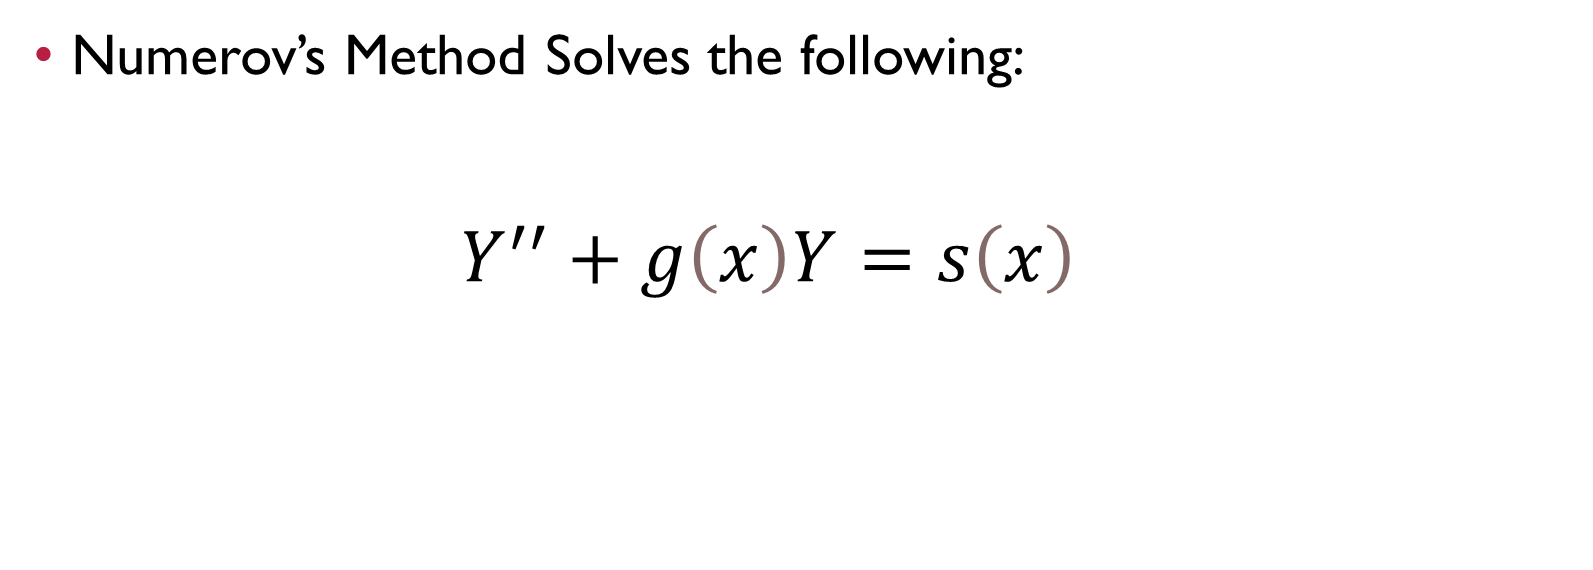 • Numerov’s Method Solves the following:
Y′′ + g(x)Y = s(x)